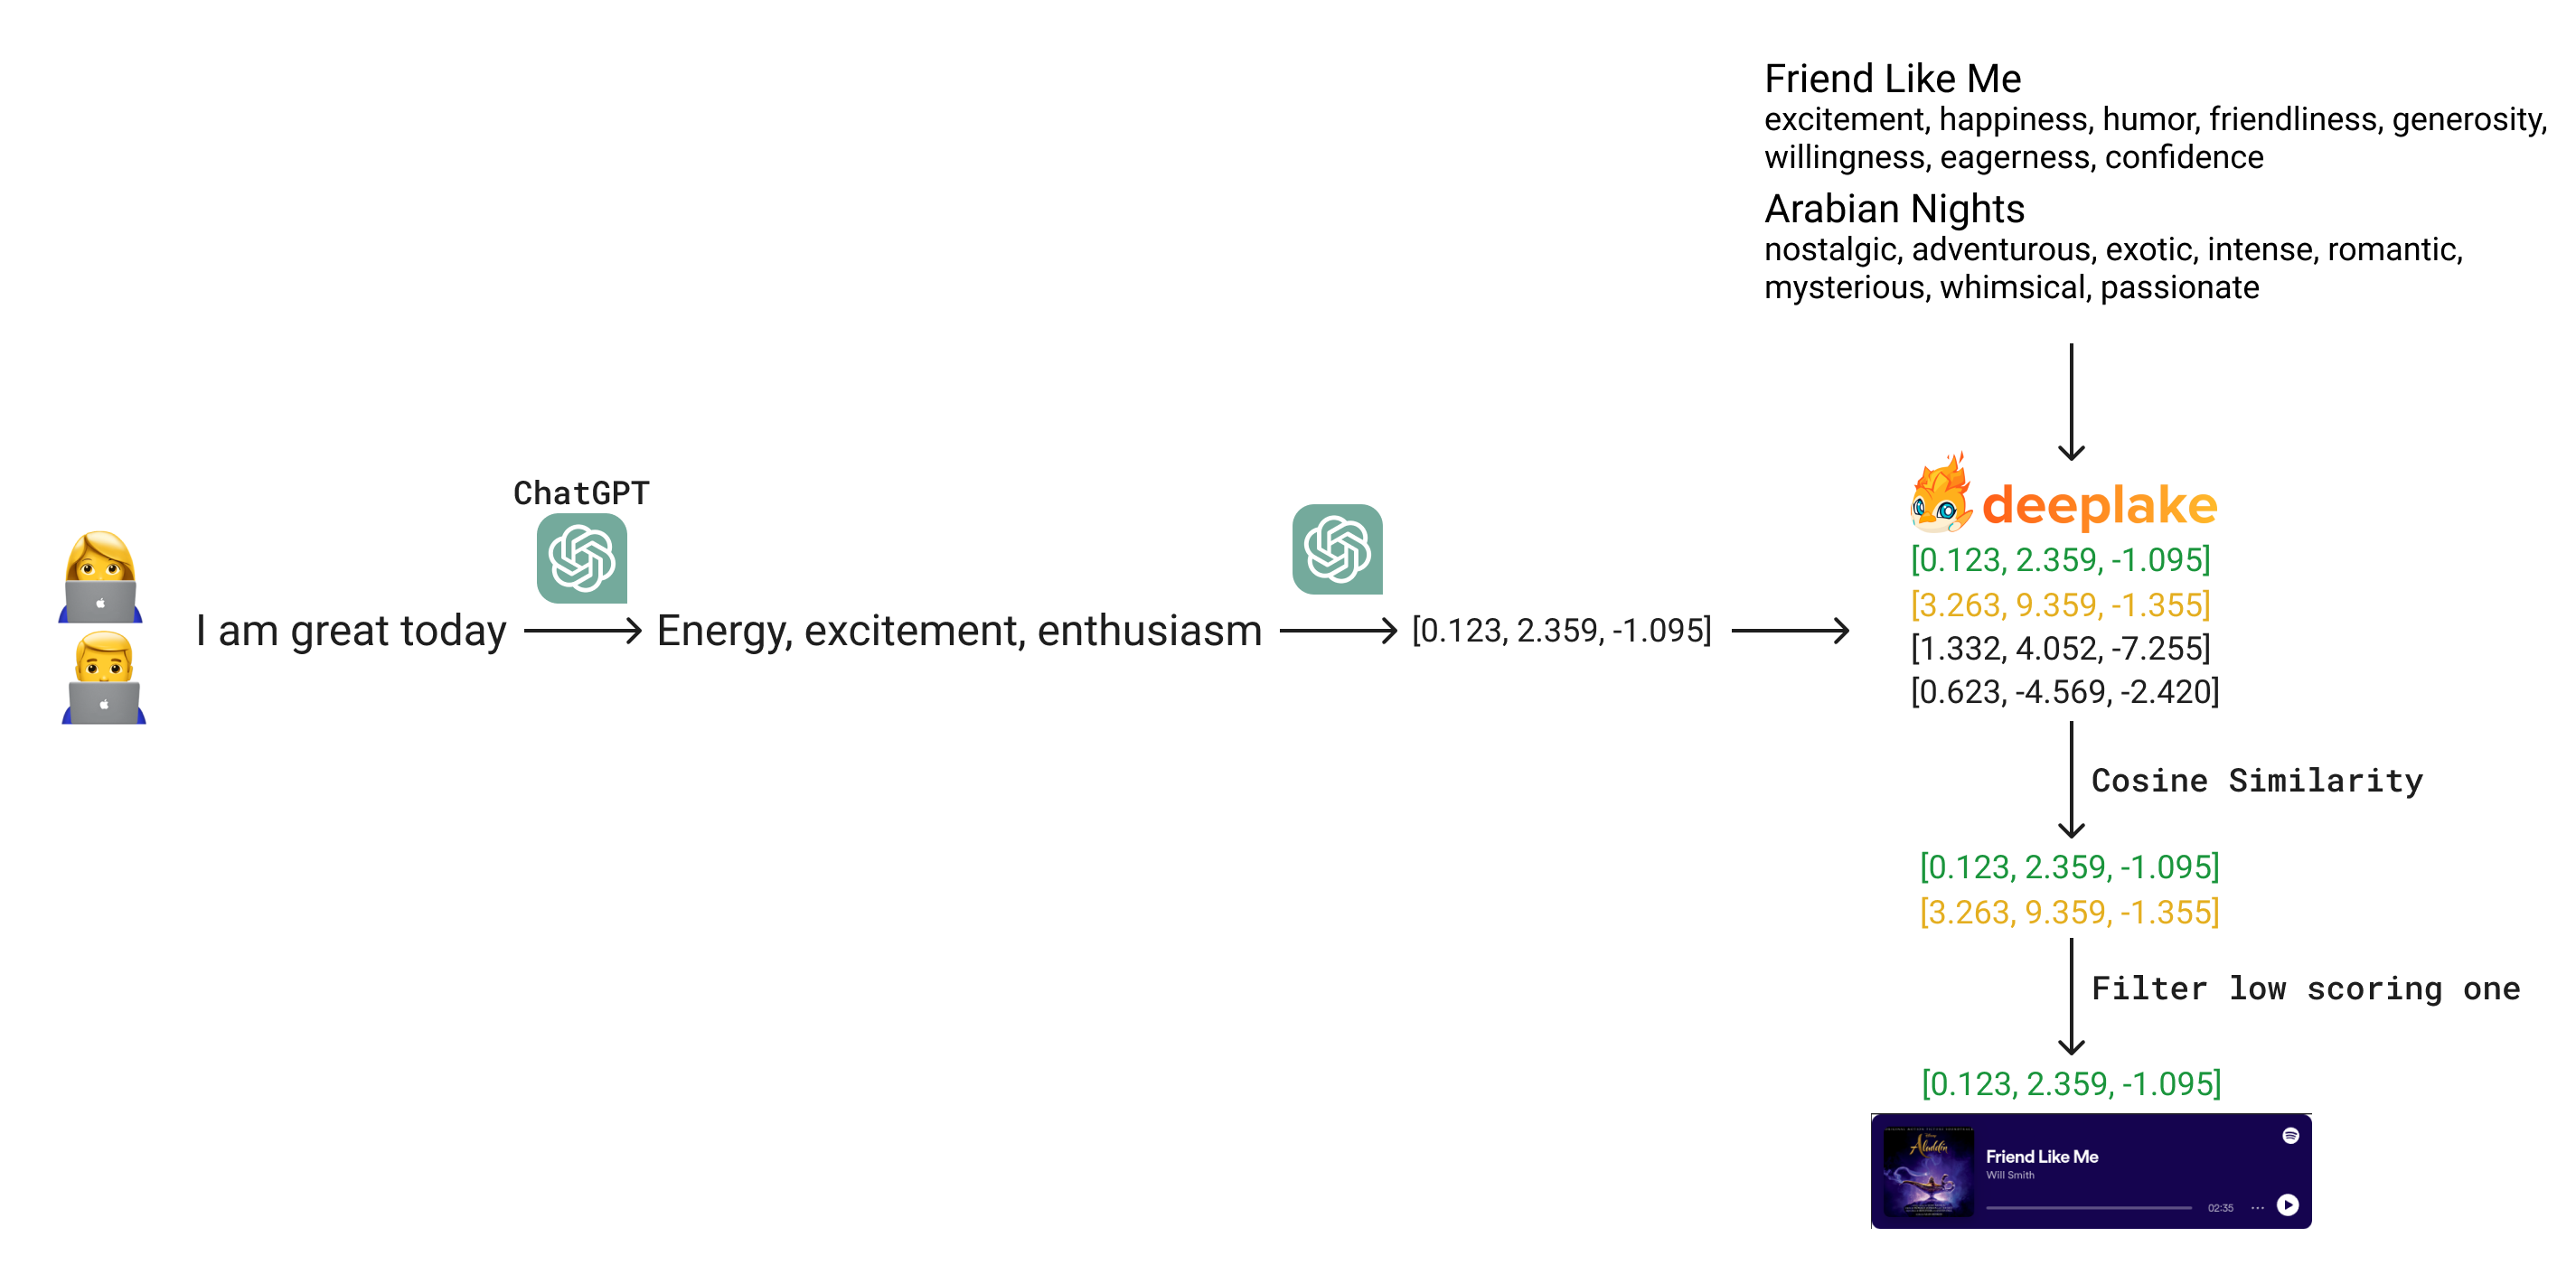 Friend Like Me
excitement, happiness, humor, friendliness, generosity,
willingness, eagerness, confidence
Arabian Nights
nostalgic, adventurous, exotic, intense, romantic,
mysterious, whimsical, passionate
ChatGPT
I am great today
Energy, excitement, enthusiasm
[0.123, 2.359, -1.095]
deeplake
[0.123, 2.359, -1.095]
[3.263, 9.359, -1.355]
[1.332, 4.052, -7.255]
[0.623, -4.569, -2.420]
Cosine Similarity
[0.123, 2.359, -1.095]
[3.263, 9.359, -1.355]
Filter low scoring one
[0.123, 2.359, -1.095]
Aladdin
Friend Like Me
Will Smith
02:35